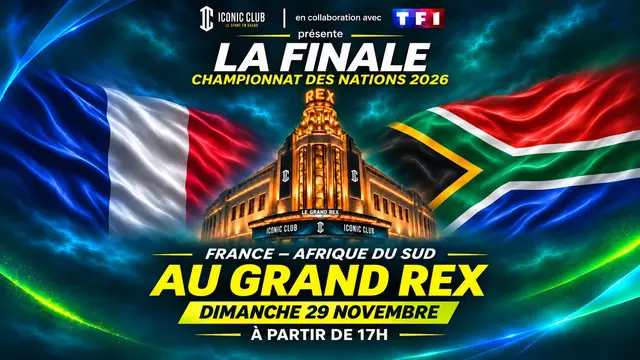 ICONIC CLUB
LE SPORT EN GRAND
en collaboration avec
TF1
présente
LA FINALE
CHAMPIONNAT DES NATIONS 2026
REX
LE GRAND REX
ICONIC CLUB
ICONIC CLUB
FRANCE – AFRIQUE DU SUD
AU GRAND REX
DIMANCHE 29 NOVEMBRE
À PARTIR DE 17H